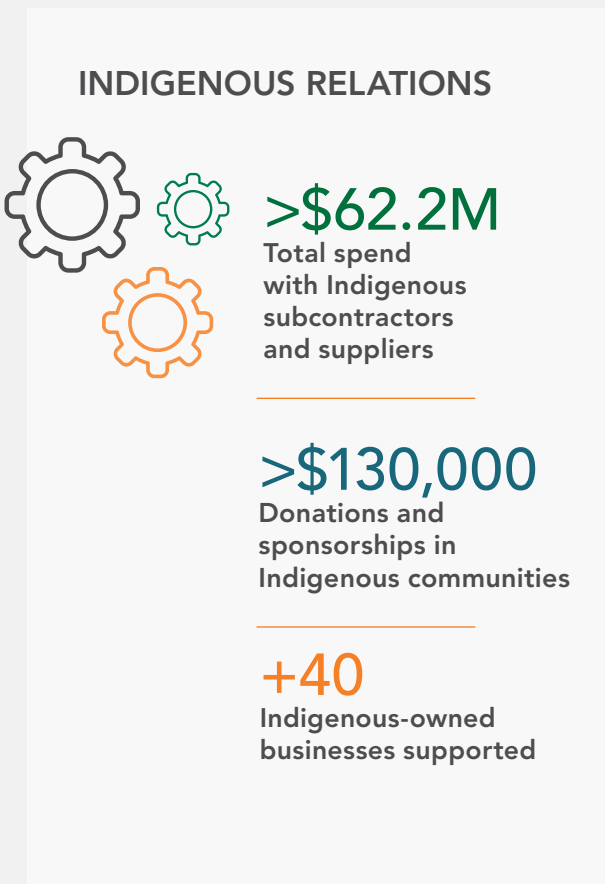 INDIGENOUS RELATIONS
>$62.2M
Total spend
with Indigenous
subcontractors
and suppliers
>$130,000
Donations and
sponsorships in
Indigenous communities
+40
Indigenous-owned
businesses supported